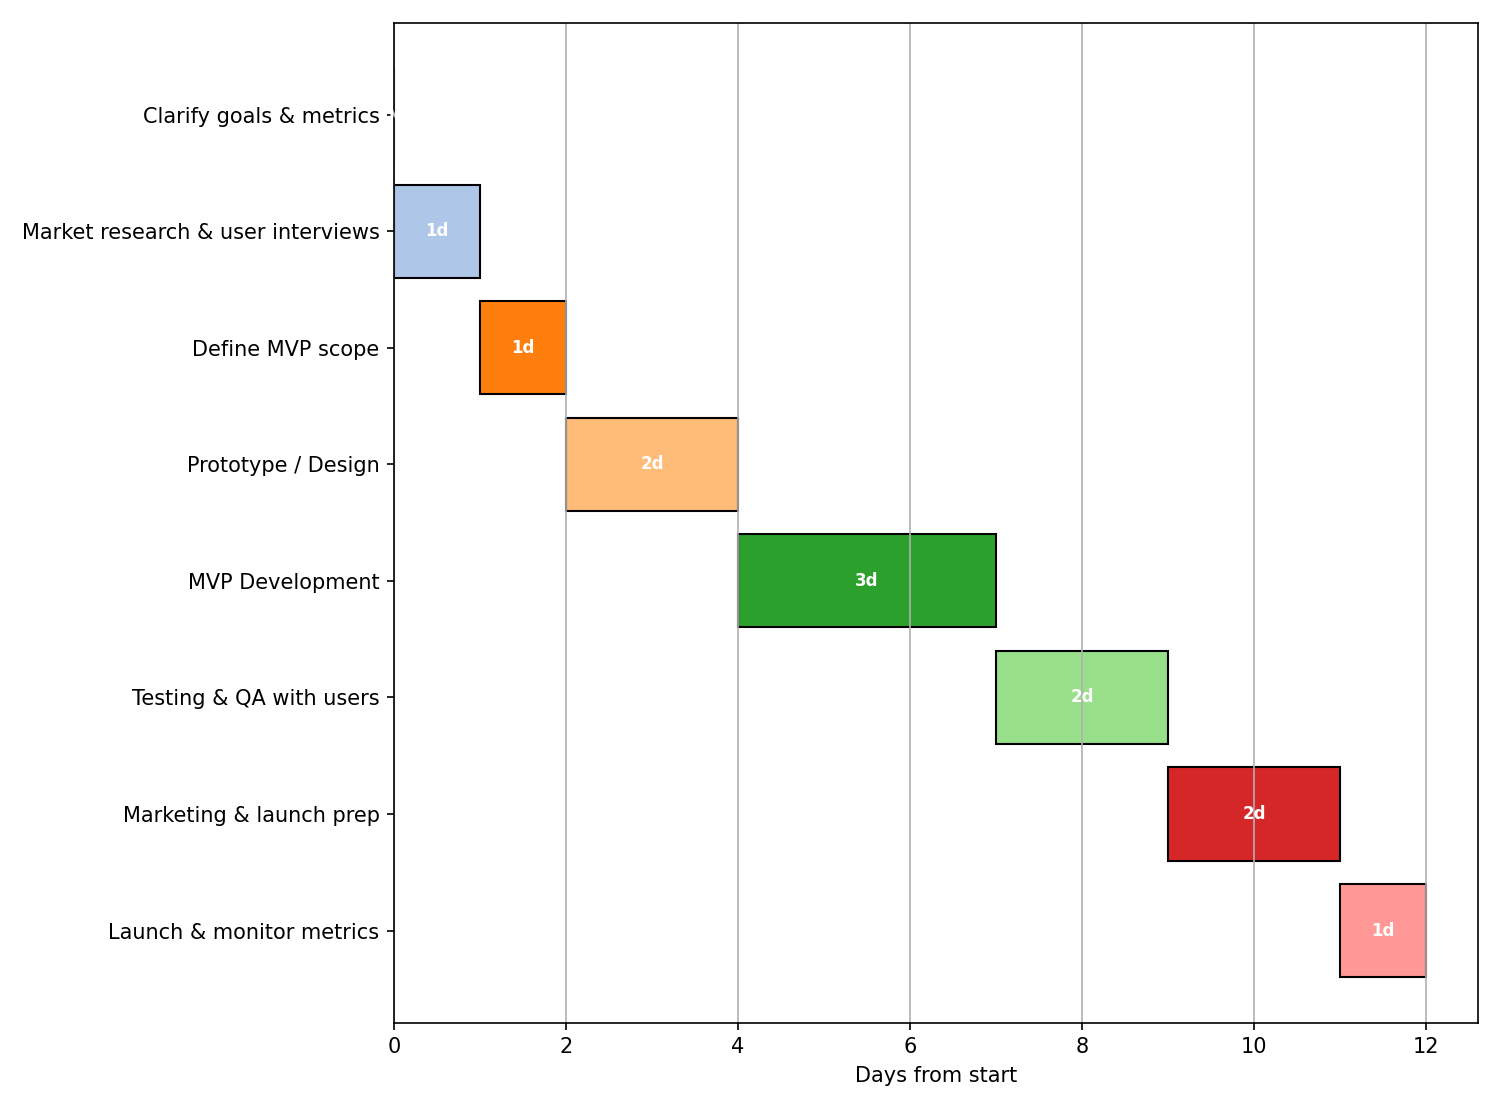 Clarify goals & metrics
Market research & user interviews
1d
Define MVP scope
1d
Prototype / Design
2d
MVP Development
3d
Testing & QA with users
2d
Marketing & launch prep
2d
Launch & monitor metrics
1d
0 2 4 6 8 10 12
Days from start